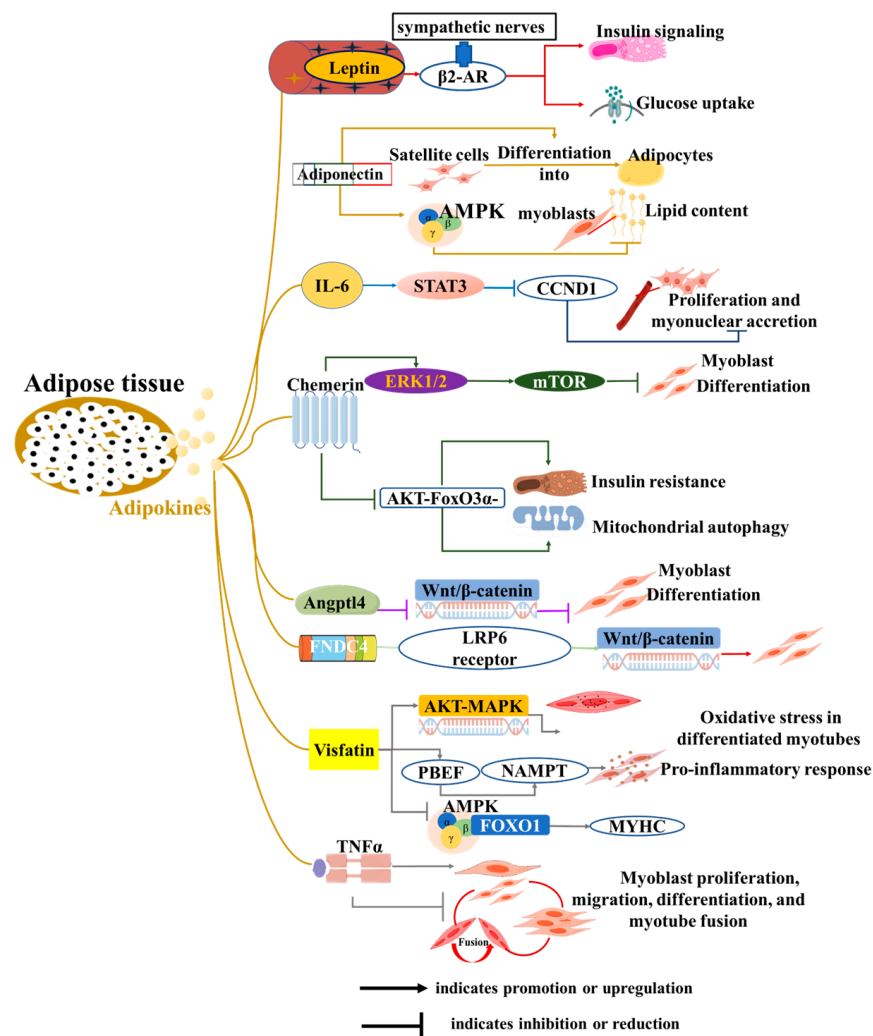 sympathetic nerves
Leptin
β2-AR
Insulin signaling
Glucose uptake
Adiponectin
Satellite cells
Differentiation
into
Adipocytes
AMPK
α
β
γ
myoblasts
Lipid content
IL-6
STAT3
CCND1
Proliferation and
myonuclear accretion
Adipose tissue
Adipokines
Chemerin
ERK1/2
mTOR
Myoblast
Differentiation
AKT-FoxO3α-
Insulin resistance
Mitochondrial autophagy
Angptl4
Wnt/β-catenin
Myoblast
Differentiation
FNDC4
LRP6
receptor
Wnt/β-catenin
Visfatin
AKT-MAPK
Oxidative stress in
differentiated myotubes
PBEF
NAMPT
Pro-inflammatory response
AMPK
α
β
γ
FOXO1
MYHC
TNFα
Fusion
Myoblast proliferation,
migration, differentiation, and
myotube fusion
indicates promotion or upregulation
indicates inhibition or reduction